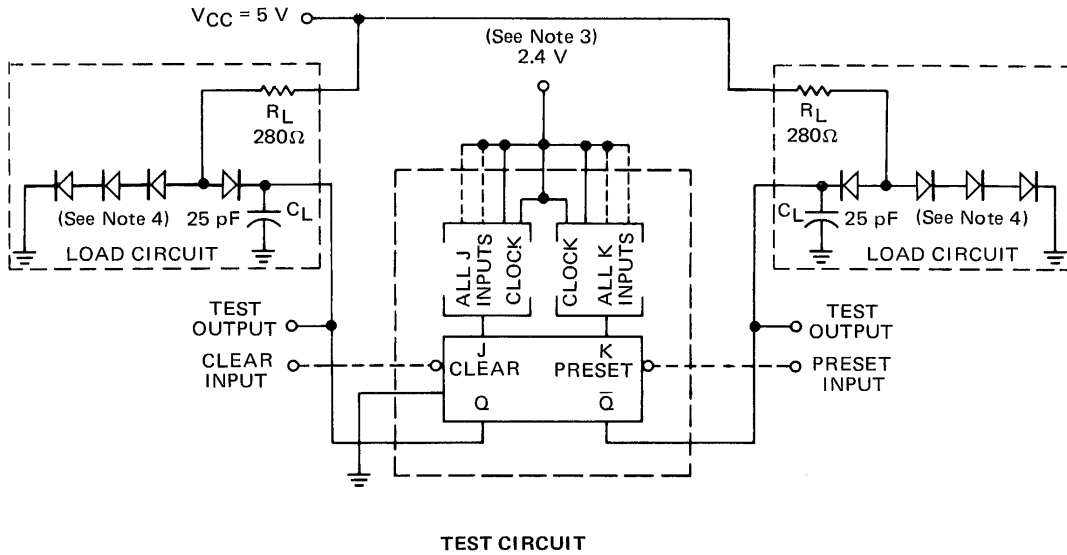 VCC = 5 V
(See Note 3)
2.4 V
RL
280Ω
(See Note 4)
25 pF
CL
LOAD CIRCUIT
RL
280Ω
CL
25 pF
(See Note 4)
LOAD CIRCUIT
ALL J
INPUTS
CLOCK
CLOCK
ALL K
INPUTS
TEST
OUTPUT
CLEAR
INPUT
J
K
CLEAR
PRESET
Q
Q̅
TEST
OUTPUT
PRESET
INPUT
TEST CIRCUIT